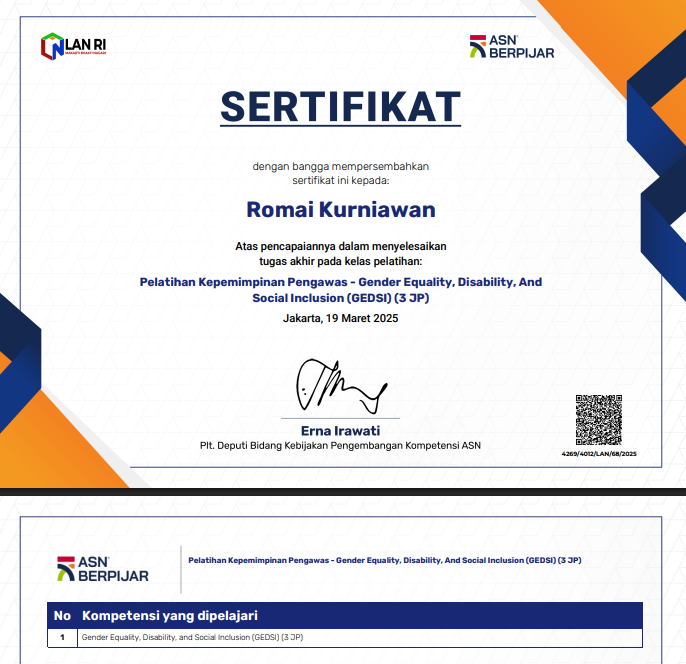 LAN RI
MAKARTI BHAKTI NAGARI
ASN
BERPIJAR
SERTIFIKAT
dengan bangga mempersembahkan
sertifikat ini kepada:
Romai Kurniawan
Atas pencapaiannya dalam menyelesaikan
tugas akhir pada kelas pelatihan:
Pelatihan Kepemimpinan Pengawas - Gender Equality, Disability, And
Social Inclusion (GEDSI) (3 JP)
Jakarta, 19 Maret 2025
Erna Irawati
Plt. Deputi Bidang Kebijakan Pengembangan Kompetensi ASN
4269/4012/LAN/68/2025
ASN
BERPIJAR
Pelatihan Kepemimpinan Pengawas - Gender Equality, Disability, And Social Inclusion (GEDSI) (3 JP)
No Kompetensi yang dipelajari
1 Gender Equality, Disability, and Social Inclusion (GEDSI) (3 JP)